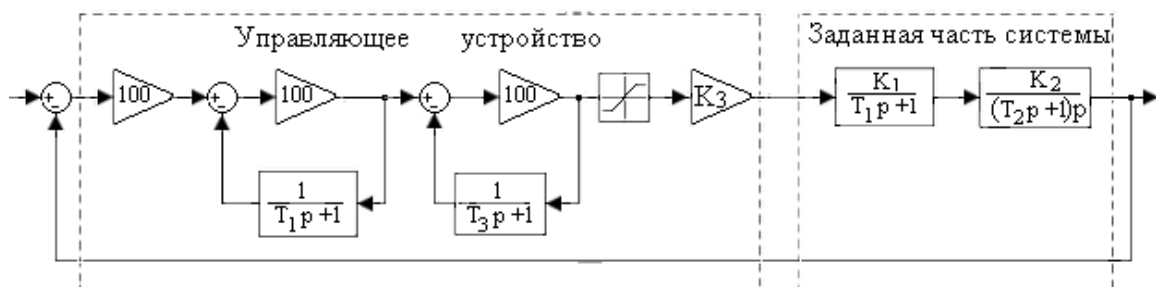 Управляющее устройство
Заданная часть системы
100
100
100
K3
K1
T1p+1
K2
(T2p+1)p
1
T1p+1
1
T3p+1